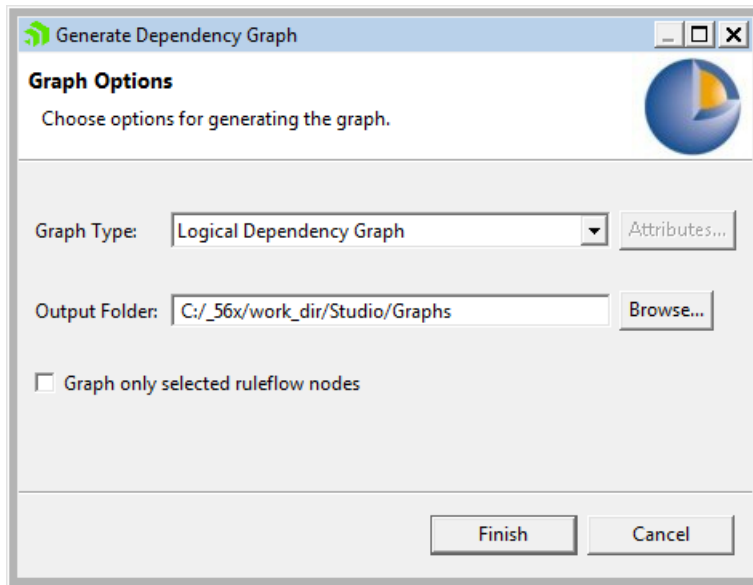 Generate Dependency Graph
Graph Options
Choose options for generating the graph.
Graph Type: Logical Dependency Graph Attributes...
Output Folder: C:/_56x/work_dir/Studio/Graphs Browse...
Graph only selected ruleflow nodes
Finish Cancel